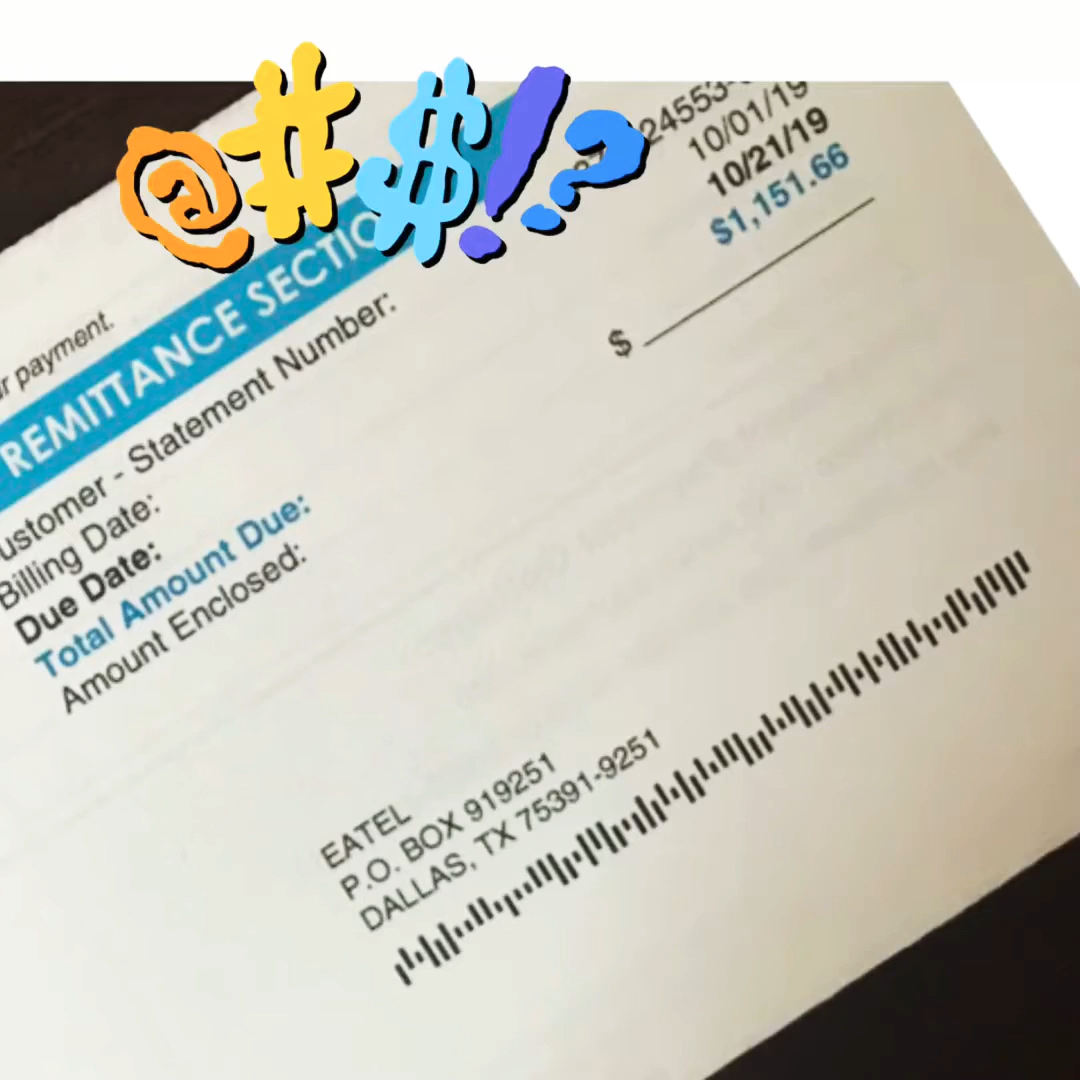 @#$!?
payment.
REMITTANCE SECTIO
ustomer - Statement Number:
24553-
Billing Date: 10/01/19
Due Date: 10/21/19
Total Amount Due: $1,151.66
Amount Enclosed: $
EATEL
P.O. BOX 919251
DALLAS, TX 75391-9251